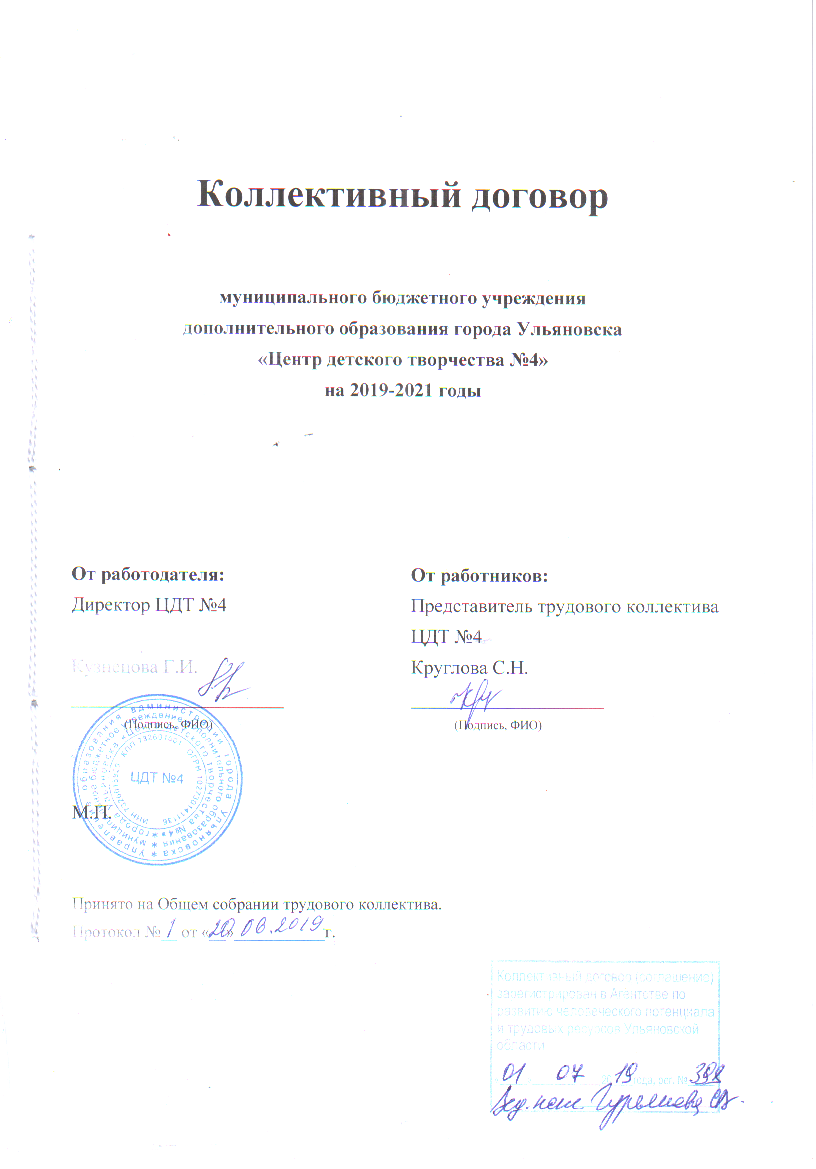 Коллективный договор
муниципального бюджетного учреждения
дополнительного образования города Ульяновска
«Центр детского творчества №4»
на 2019-2021 годы
От работодателя:
Директор ЦДТ №4
Кузнецова Г.И.
(Подпись, ФИО)
ЦДТ №4
М.П.
От работников:
Представитель трудового коллектива
ЦДТ №4
Круглова С.Н.
(Подпись, ФИО)
Принято на Общем собрании трудового коллектива.
Протокол № 1 от «20» 06.2019 г.
Коллективный договор (соглашение)
зарегистрирован в Агентстве по
развитию человеческого потенциала
и трудовых ресурсов Ульяновской
области
01 07 19 года, рег. №